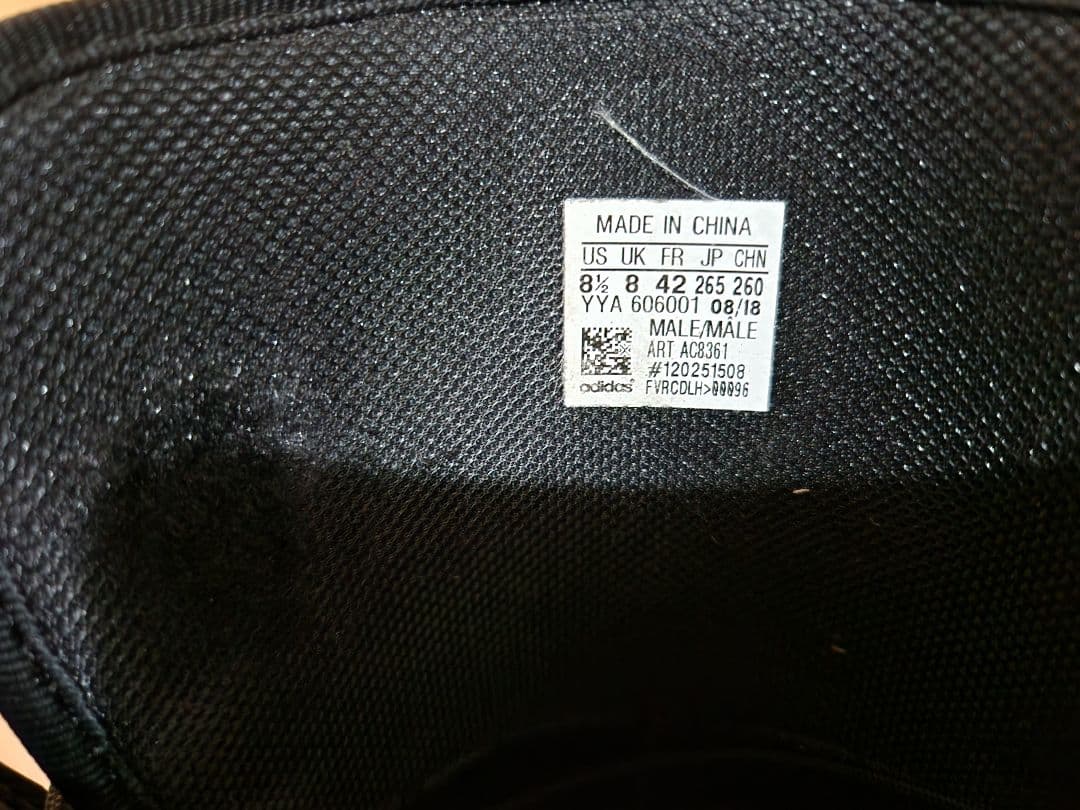 MADE IN CHINA
US UK FR JP CHN
8½ 8 42 265 260
YYA 606001 08/18
MALE/MÂLE
ART AC8361
#120251508
adidas FVRCDLH>00096